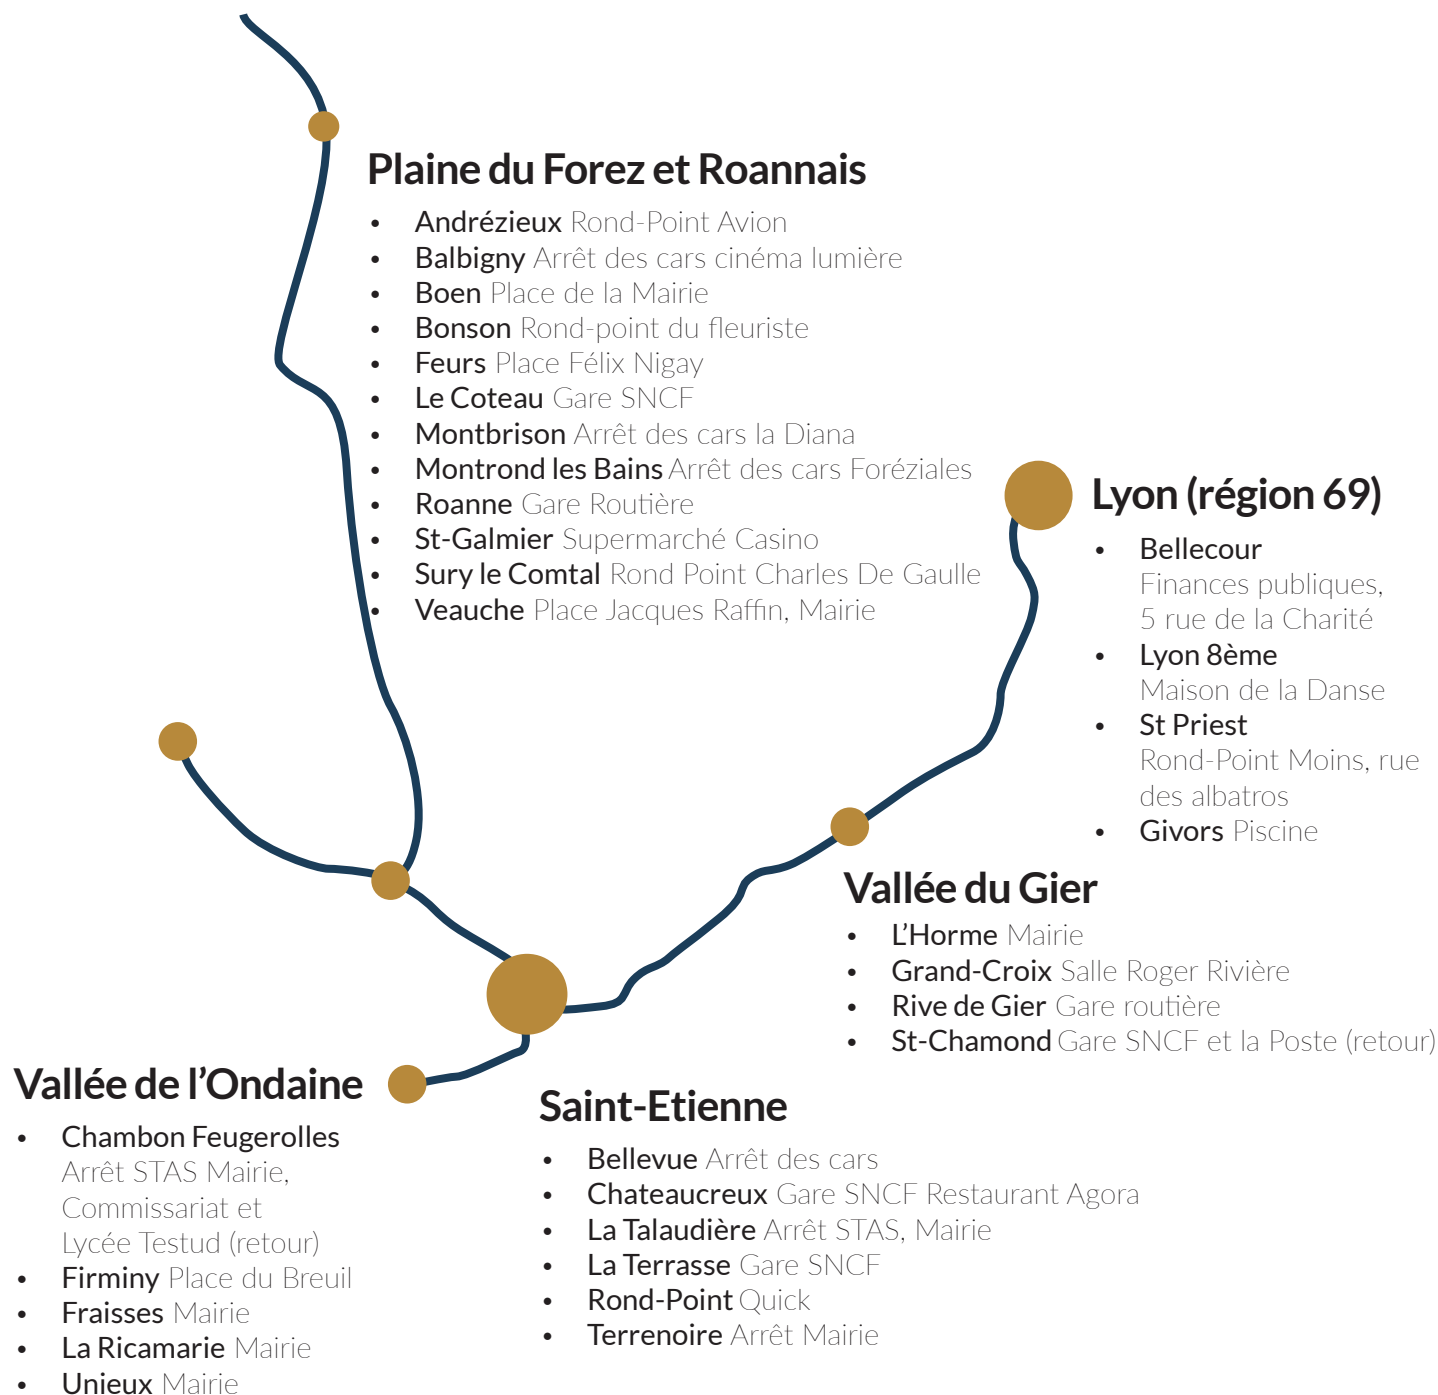 Plaine du Forez et Roannais
• Andrézieux Rond-Point Avion
• Balbigny Arrêt des cars cinéma lumière
• Boen Place de la Mairie
• Bonson Rond-point du fleuriste
• Feurs Place Félix Nigay
• Le Coteau Gare SNCF
• Montbrison Arrêt des cars la Diana
• Montrond les Bains Arrêt des cars Foréziales
• Roanne Gare Routière
• St-Galmier Supermarché Casino
• Sury le Comtal Rond Point Charles De Gaulle
• Veauche Place Jacques Raffin, Mairie
Lyon (région 69)
• Bellecour
Finances publiques,
5 rue de la Charité
• Lyon 8ème
Maison de la Danse
• St Priest
Rond-Point Moins, rue
des albatros
• Givors Piscine
Vallée du Gier
• L'Horme Mairie
• Grand-Croix Salle Roger Rivière
• Rive de Gier Gare routière
• St-Chamond Gare SNCF et la Poste (retour)
Vallée de l'Ondaine
• Chambon Feugerolles
Arrêt STAS Mairie,
Commissariat et
Lycée Testud (retour)
• Firminy Place du Breuil
• Fraisses Mairie
• La Ricamarie Mairie
• Unieux Mairie
Saint-Etienne
• Bellevue Arrêt des cars
• Chateaucreux Gare SNCF Restaurant Agora
• La Talaudière Arrêt STAS, Mairie
• La Terrasse Gare SNCF
• Rond-Point Quick
• Terrenoire Arrêt Mairie